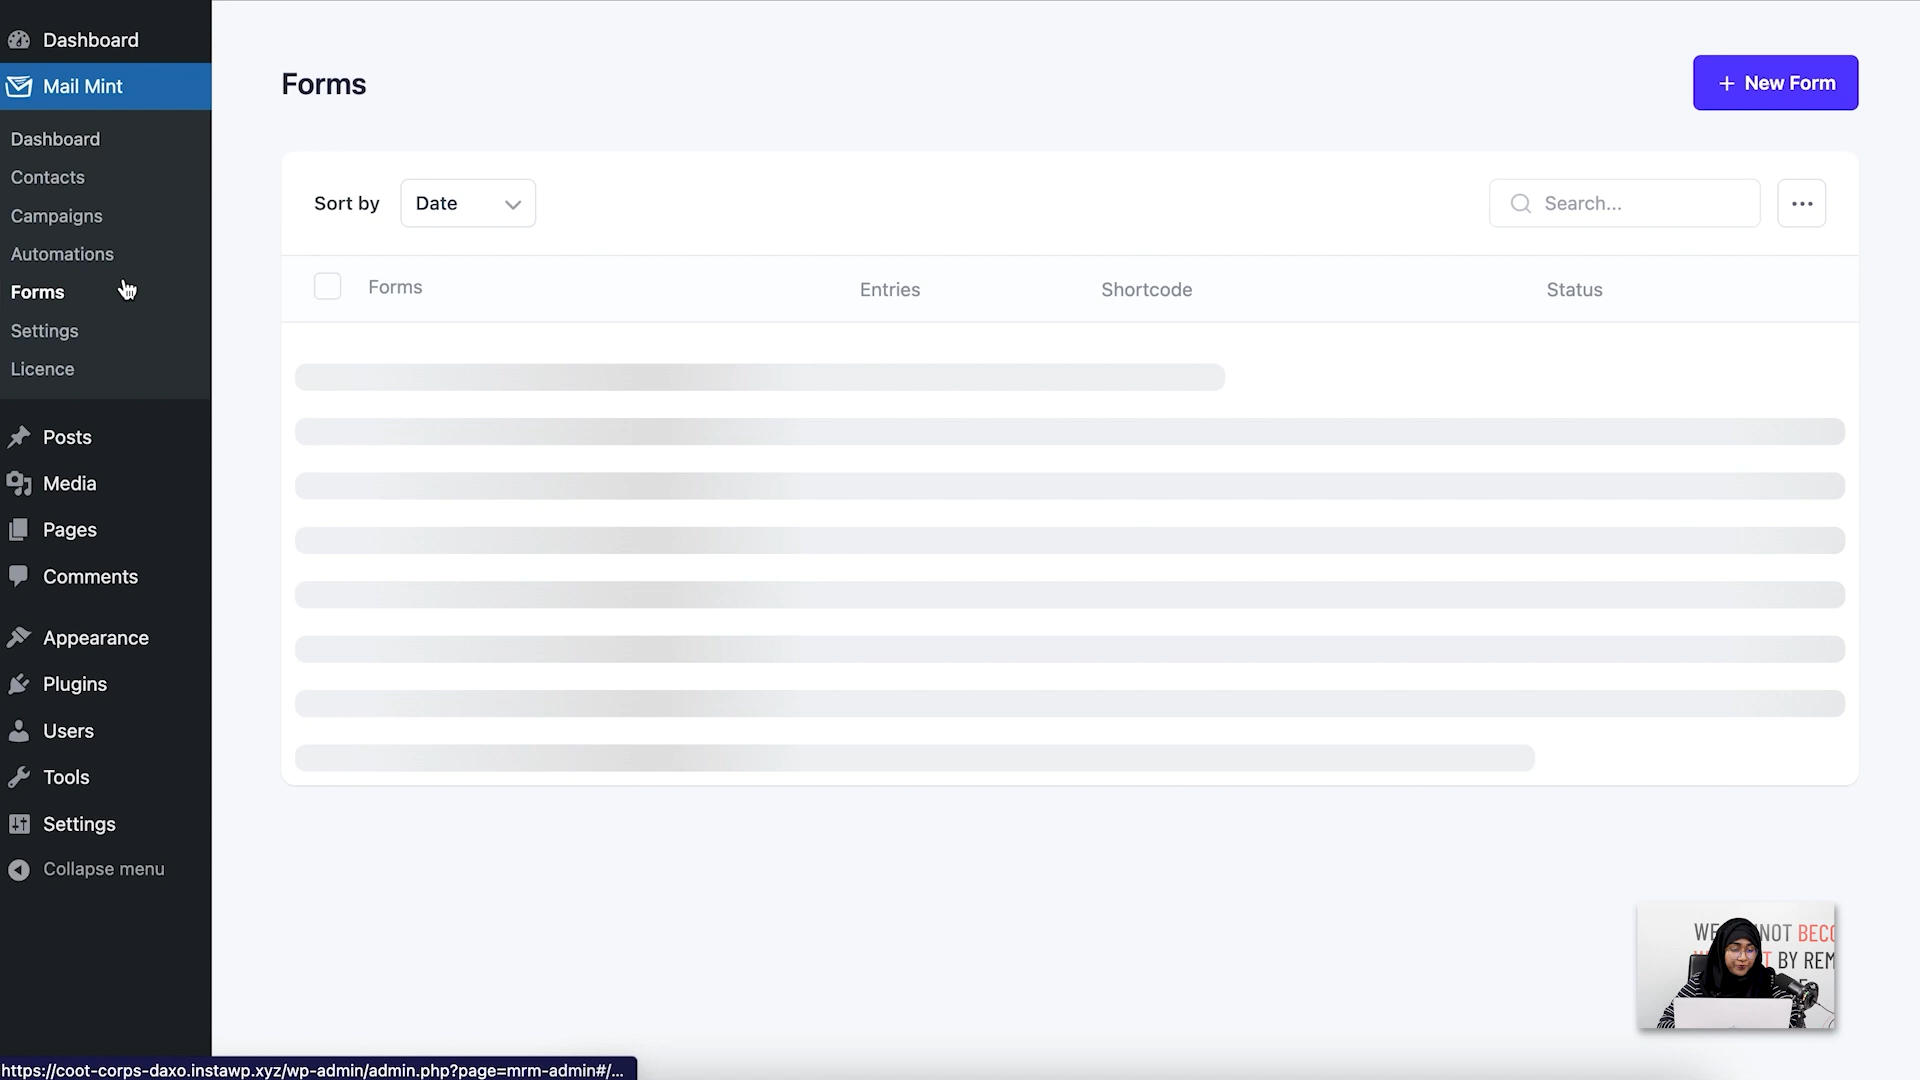 Dashboard
Mail Mint
Dashboard
Contacts
Campaigns
Automations
Forms
Settings
Licence
Posts
Media
Pages
Comments
Appearance
Plugins
Users
Tools
Settings
Collapse menu
Forms
+ New Form
Sort by
Date
Search...
Forms
Entries
Shortcode
Status
NOT BECO
BY REM
https://coot-corps-daxo.instawp.xyz/wp-admin/admin.php?page=mrm-admin#/...